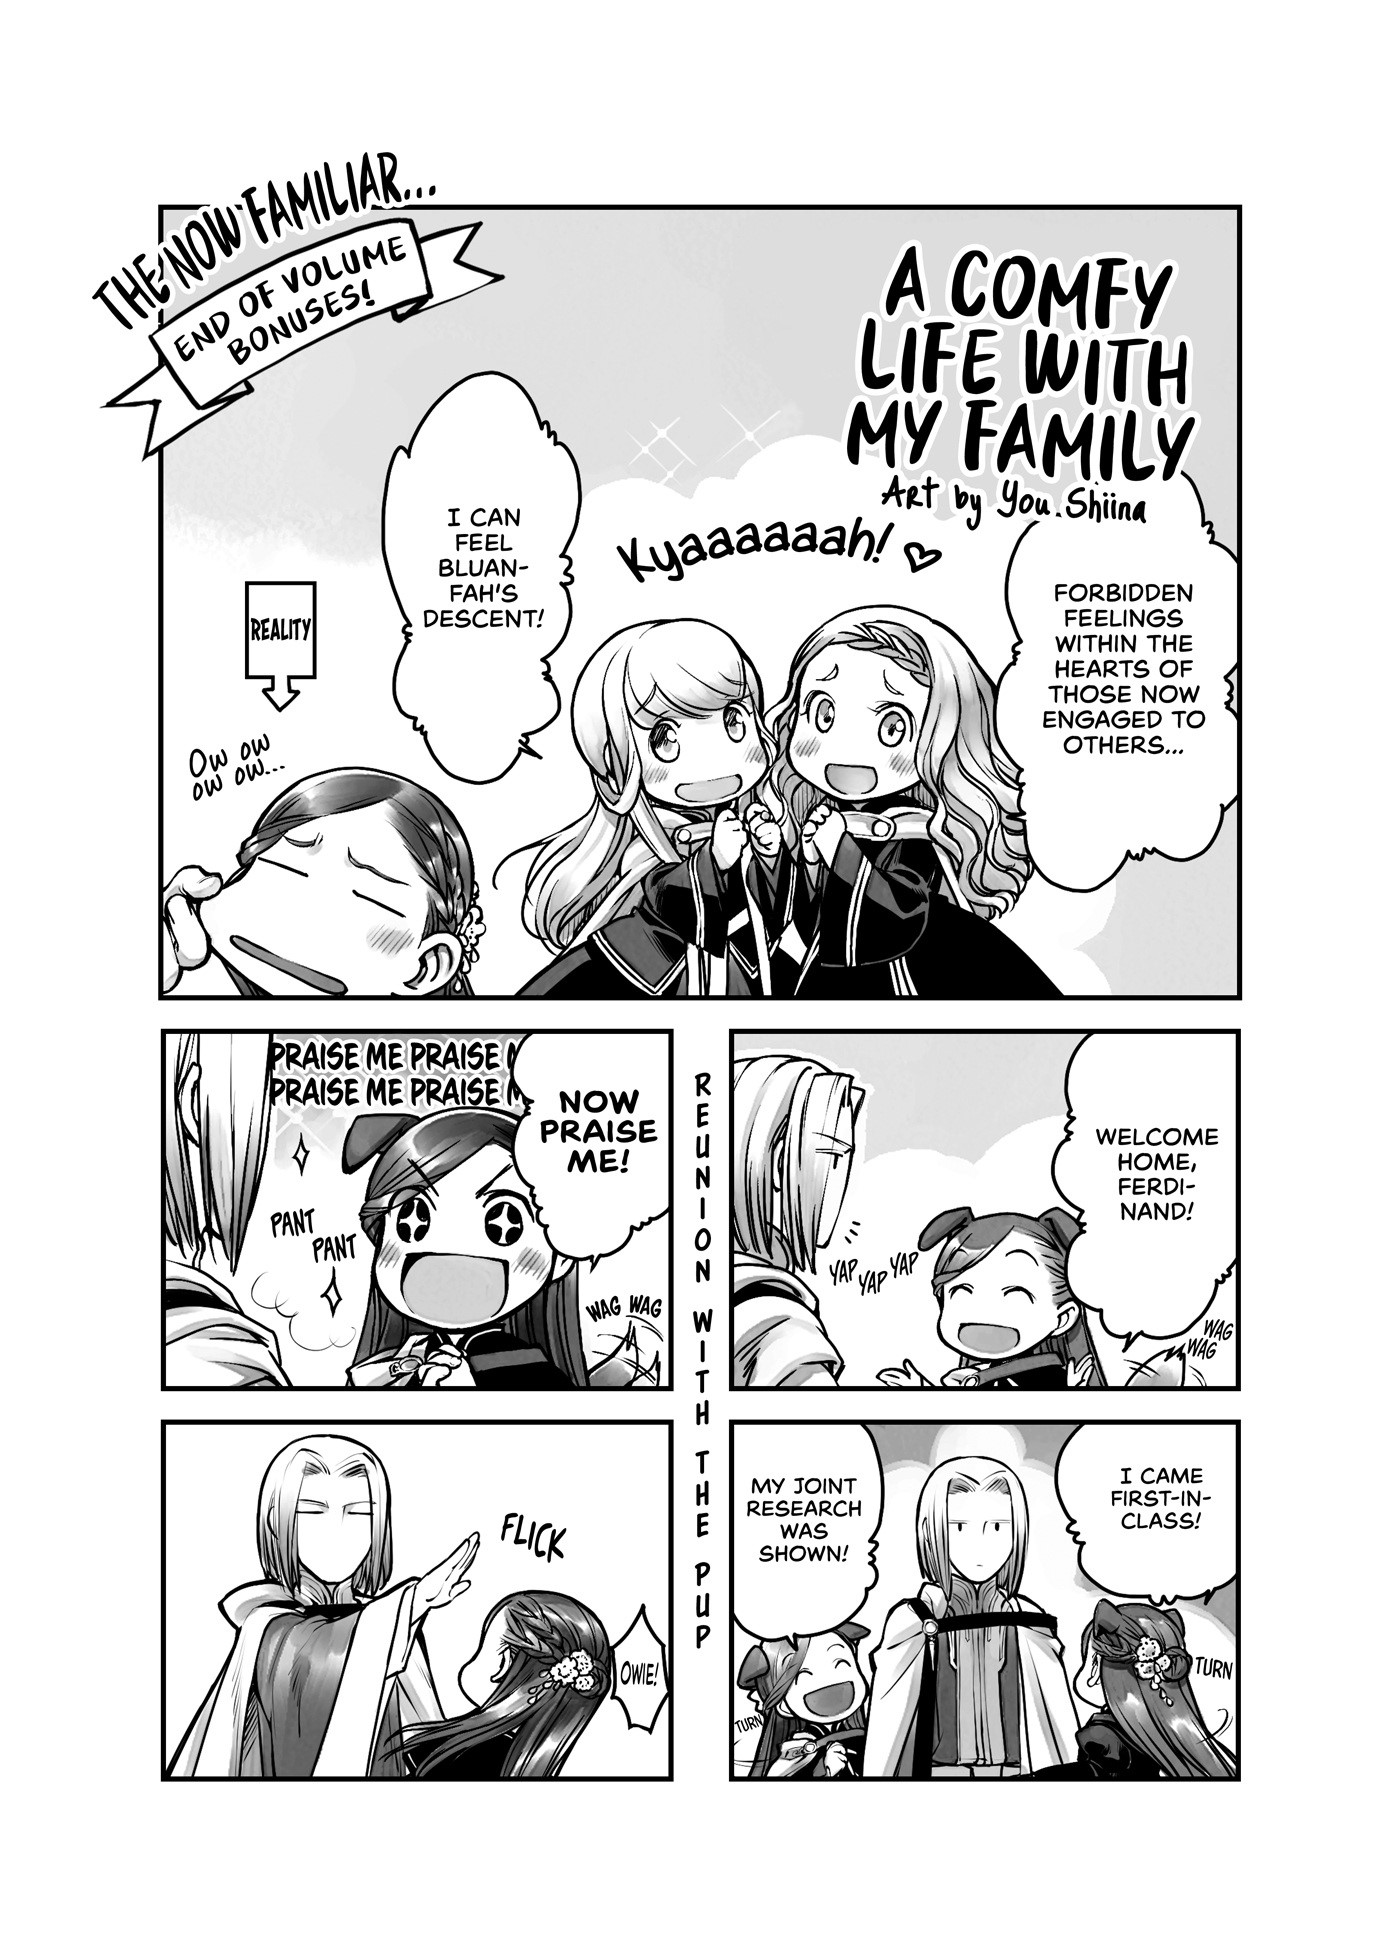 THE NOW FAMILIAR...
END OF VOLUME
BONUSES!
A COMFY
LIFE WITH
MY FAMILY
Art by You Shiina
FORBIDDEN
FEELINGS
WITHIN THE
HEARTS OF
THOSE NOW
ENGAGED TO
OTHERS...
Kyaaaaaaah! ♡
I CAN
FEEL
BLUAN-
FAH'S
DESCENT!
REALITY
OW OW
OW OW...
REUNION WITH THE PUP
WELCOME
HOME,
FERDI-
NAND!
YAP YAP YAP
WAG
WAG
I CAME
FIRST-IN-
CLASS!
TURN
MY JOINT
RESEARCH
WAS
SHOWN!
TURN
PRAISE ME PRAISE M
PRAISE ME PRAISE M
NOW
PRAISE
ME!
PANT
PANT
WAG WAG
FLICK
OWIE!